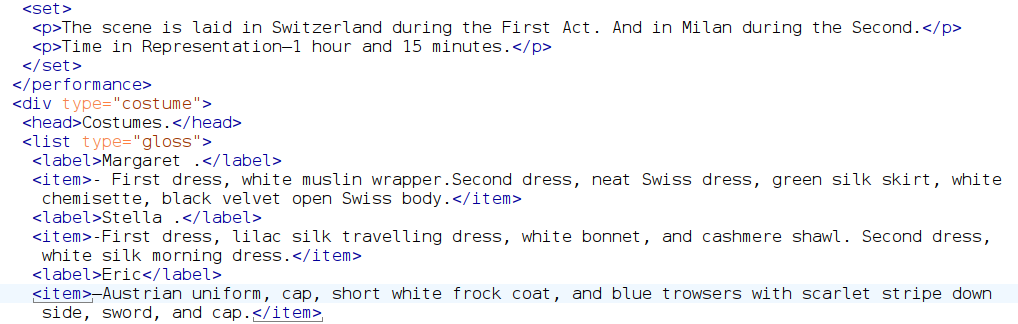 <set>
<p>The scene is laid in Switzerland during the First Act. And in Milan during the Second.</p>
<p>Time in Representation—1 hour and 15 minutes.</p>
</set>
</performance>
<div type="costume">
<head>Costumes.</head>
<list type="gloss">
<label>Margaret .</label>
<item>- First dress, white muslin wrapper.Second dress, neat Swiss dress, green silk skirt, white
chemisette, black velvet open Swiss body.</item>
<label>Stella .</label>
<item>-First dress, lilac silk travelling dress, white bonnet, and cashmere shawl. Second dress,
white silk morning dress.</item>
<label>Eric</label>
<item>—Austrian uniform, cap, short white frock coat, and blue trowsers with scarlet stripe down
side, sword, and cap.</item>